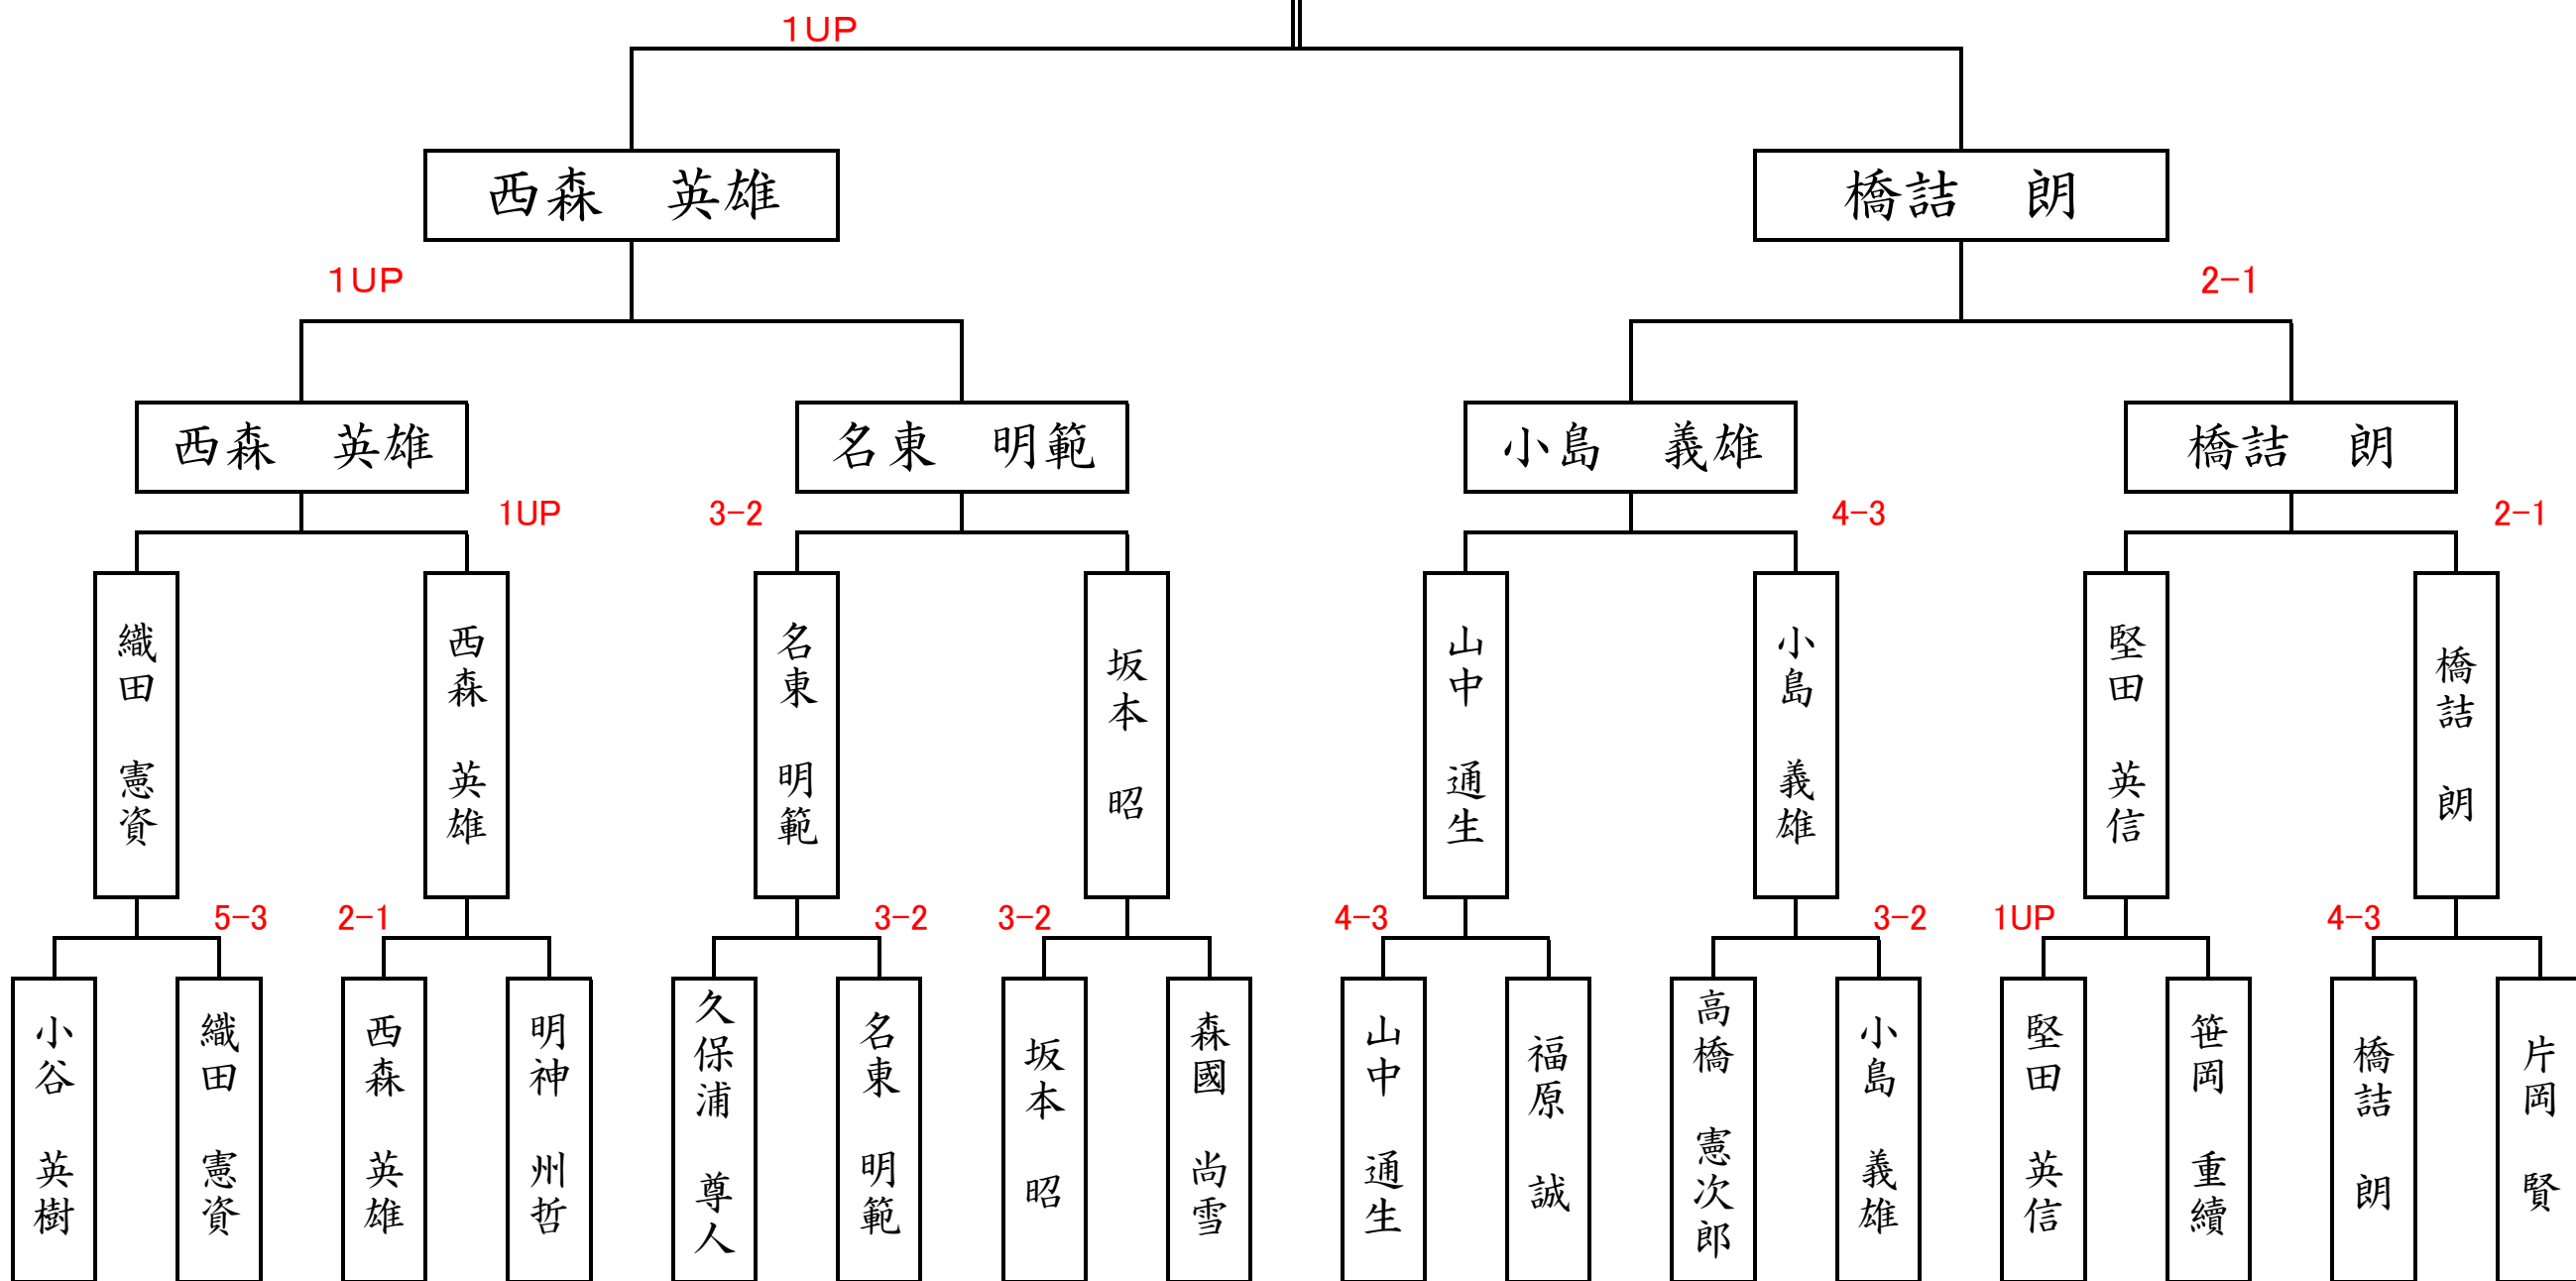 1UP
西森　英雄
橋詰　朗
1UP
2-1
西森　英雄
名東　明範
小島　義雄
橋詰　朗
1UP
3-2
4-3
2-1
織田　憲資
西森　英雄
名東　明範
坂本　昭
山中　通生
小島　義雄
堅田　英信
橋詰　朗
5-3
2-1
3-2
3-2
4-3
3-2
1UP
4-3
小谷　英樹
織田　憲資
西森　英雄
明神　州哲
久保浦　尊人
名東　明範
坂本　昭
森國　尚雪
山中　通生
福原　誠
高橋　憲次郎
小島　義雄
堅田　英信
笹岡　重續
橋詰　朗
片岡　賢